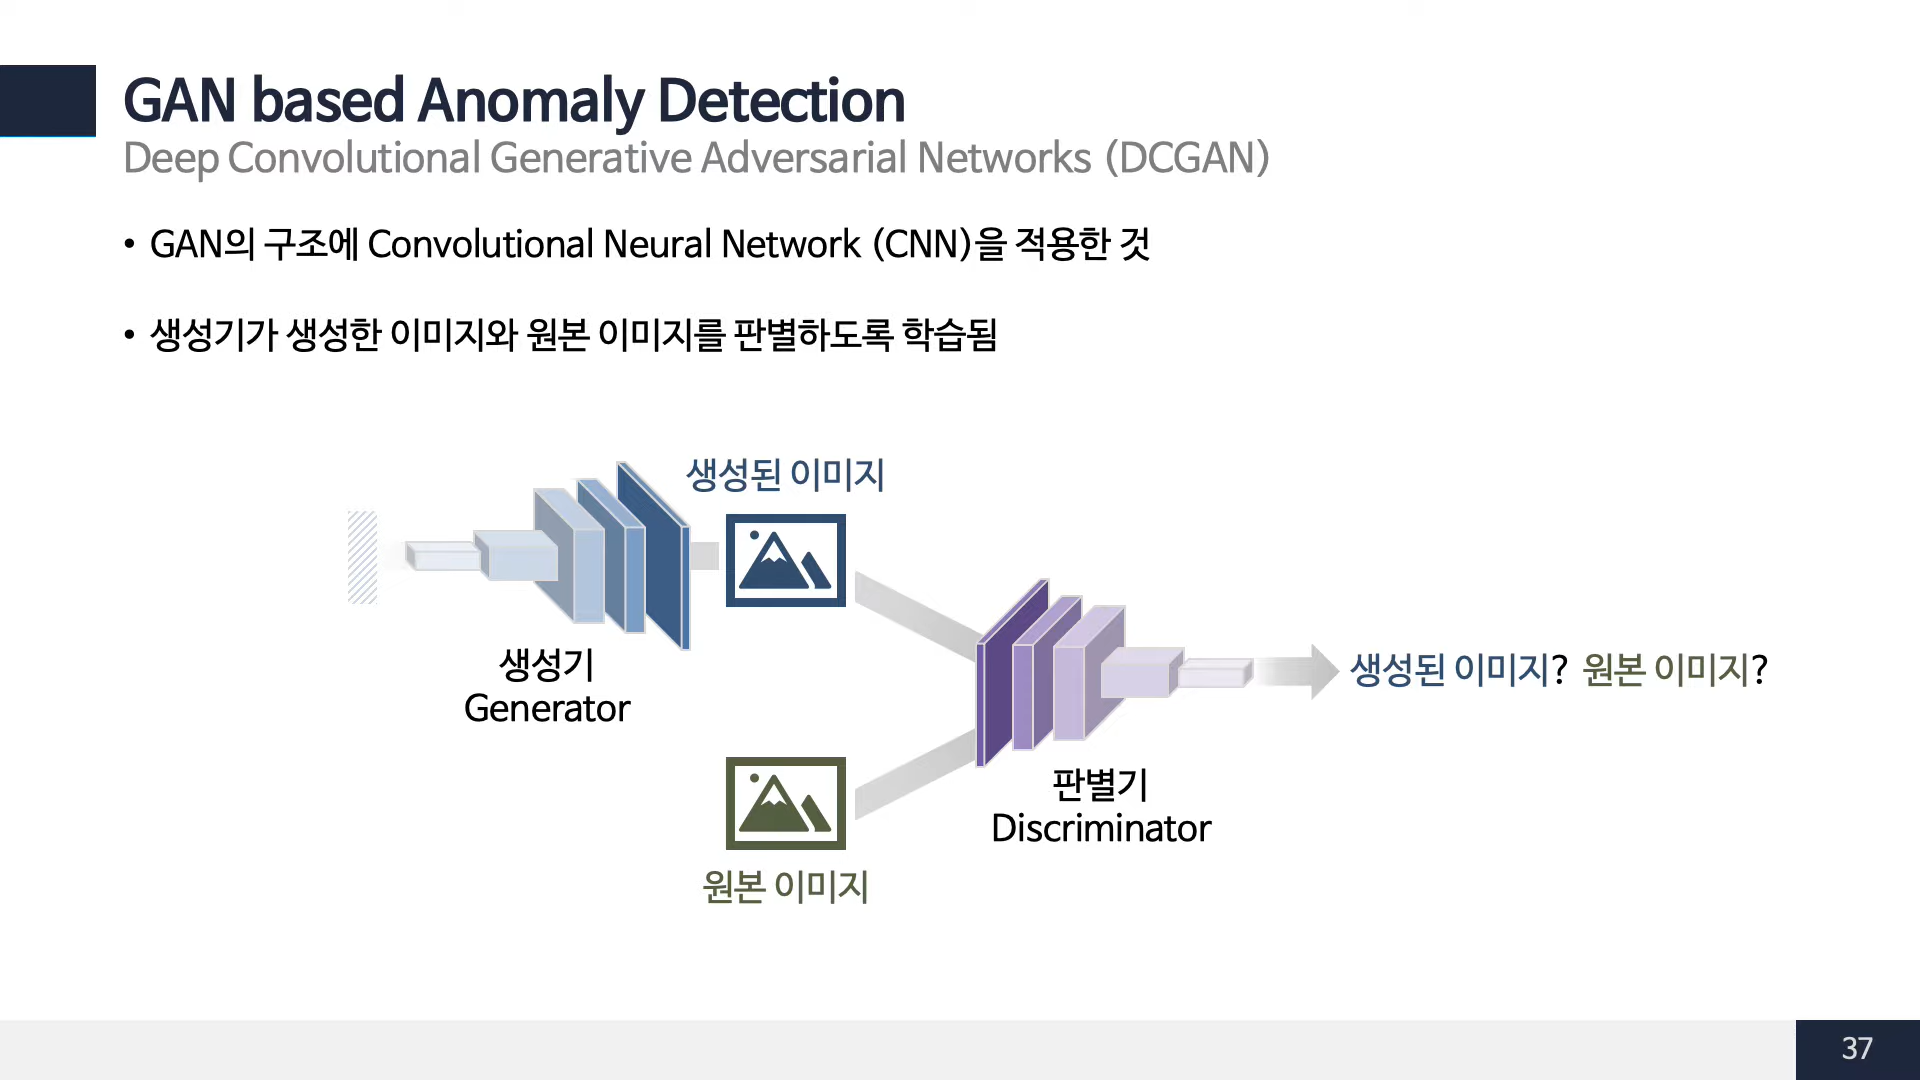 GAN based Anomaly Detection
Deep Convolutional Generative Adversarial Networks (DCGAN)
• GAN의 구조에 Convolutional Neural Network (CNN)을 적용한 것
• 생성기가 생성한 이미지와 원본 이미지를 판별하도록 학습됨
생성된 이미지
생성기
Generator
생성된 이미지? 원본 이미지?
판별기
Discriminator
원본 이미지
37